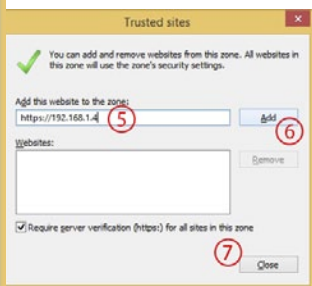 Trusted sites
You can add and remove websites from this zone. All websites in
this zone will use the zone's security settings.
Add this website to the zone:
https://192.168.1.4
5
Add
6
Websites:
Remove
Require server verification (https:) for all sites in this zone
7
Close